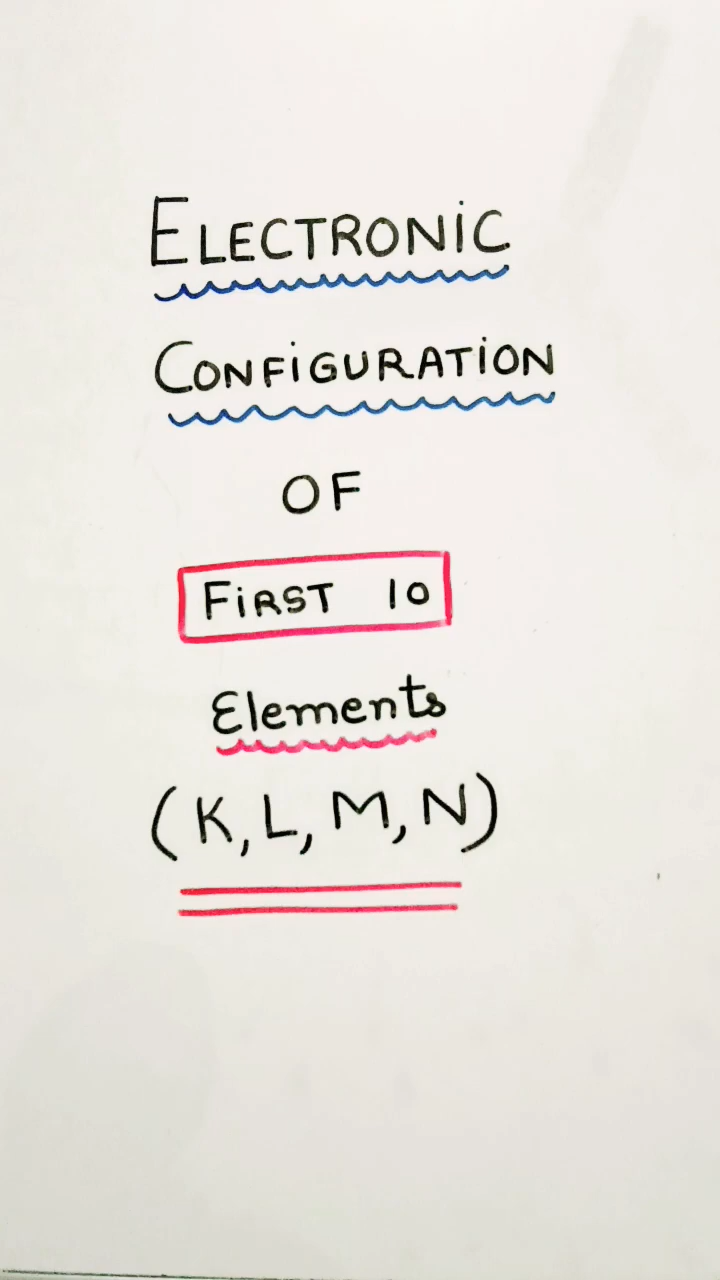 ELECTRONiC
CONFiGURATiON
OF
FiRST 10
Elements
(K, L, M, N)